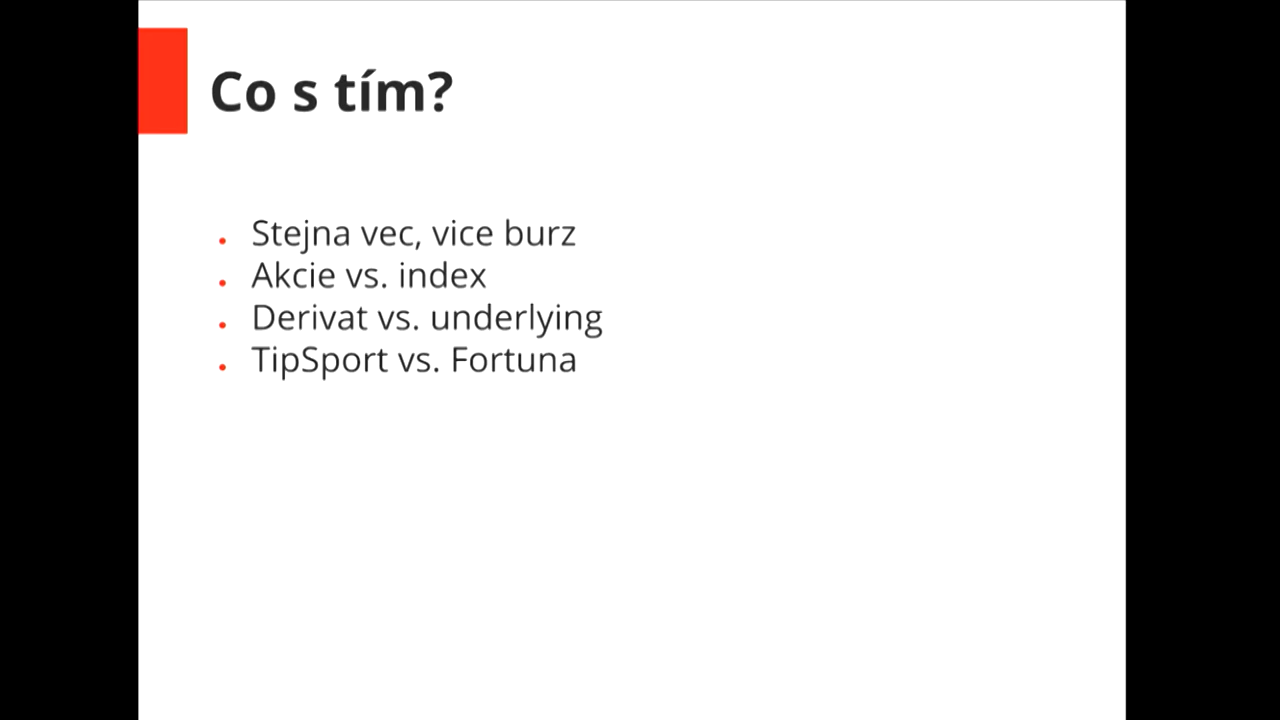 Co s tím?
Stejna vec, vice burz
Akcie vs. index
Derivat vs. underlying
TipSport vs. Fortuna